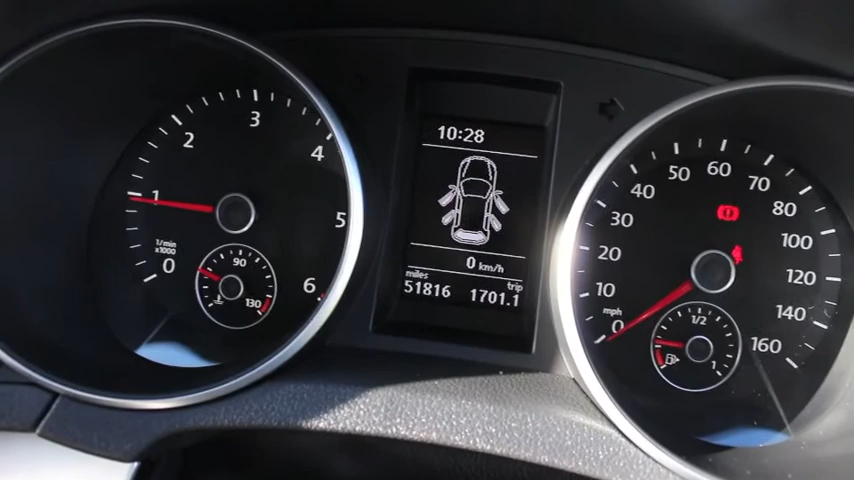 1 2 3 4 5 6
1/min
x1000
0
90
130
10:28
0 km/h
miles trip
51816 1701.1
0 10 20 30 40 50 60 70 80 100 120 140 160
mph
1/2
1